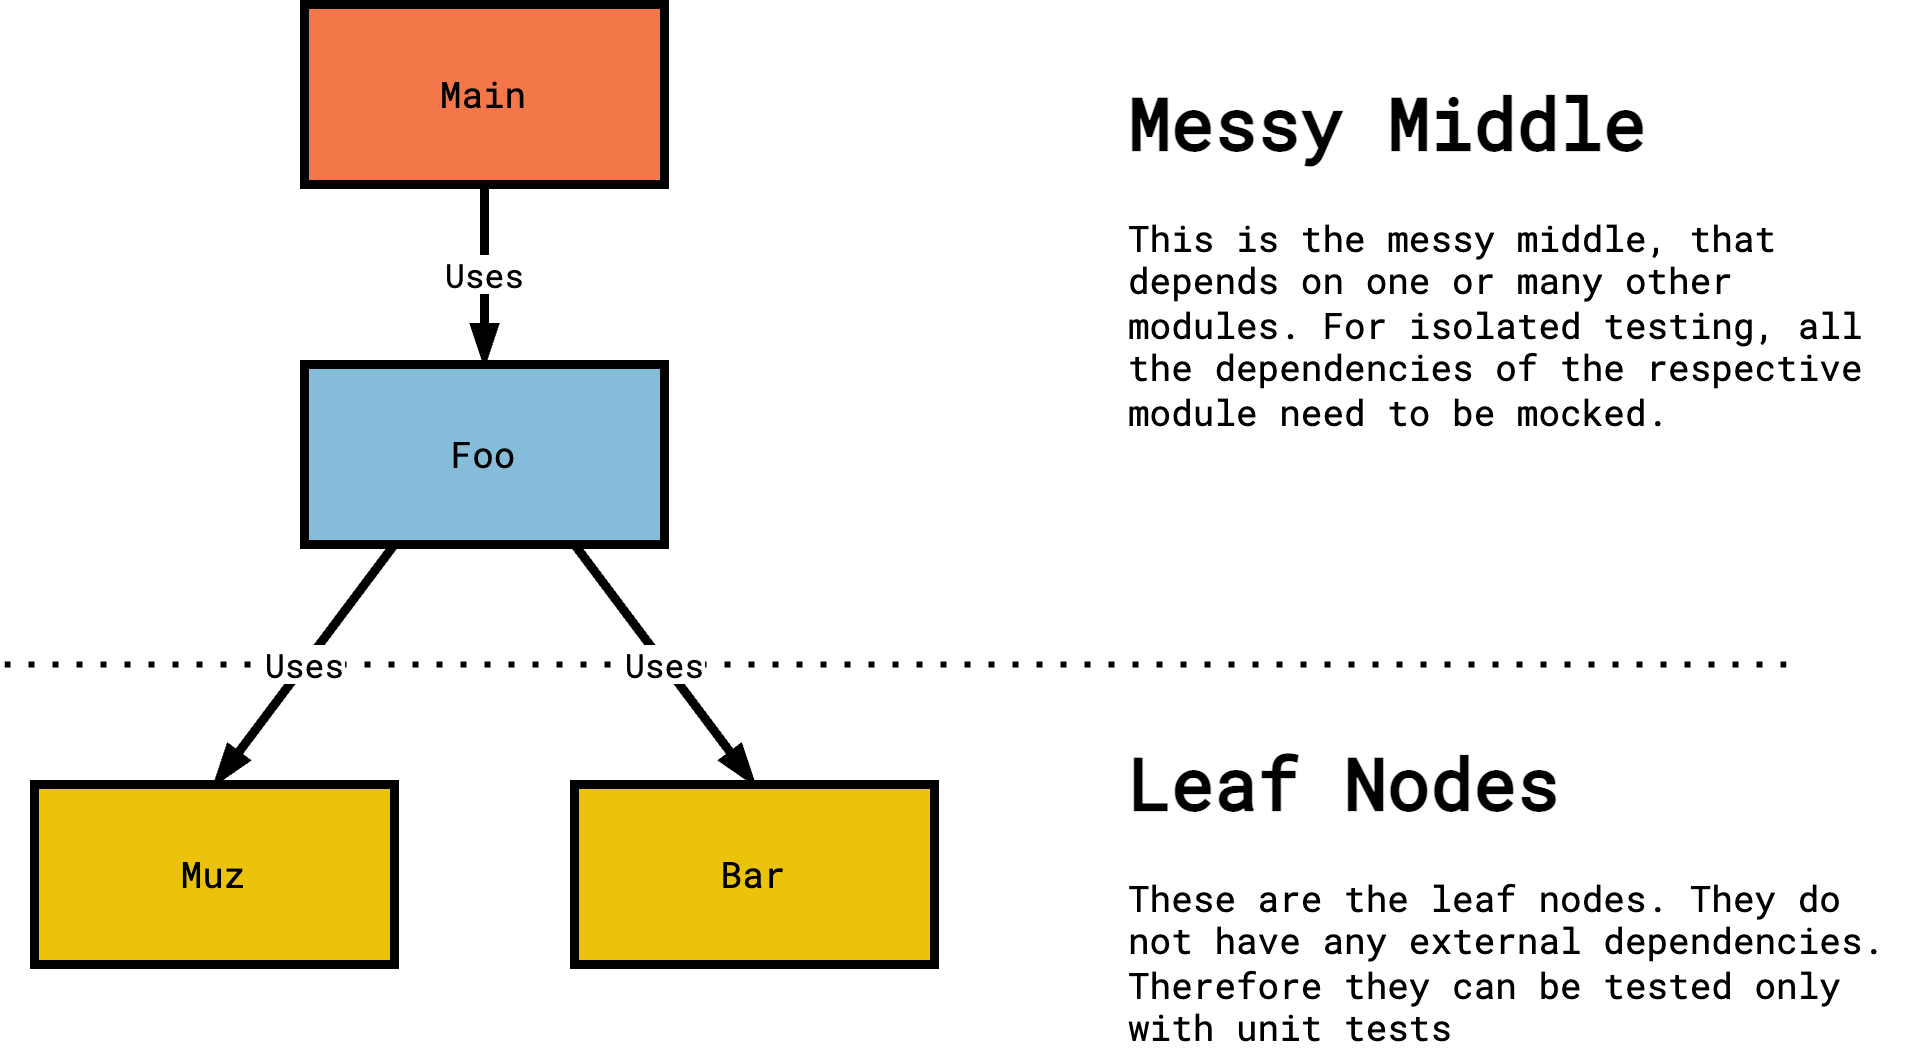 Main
Uses
Foo
Uses
Uses
Muz
Bar
Messy Middle
This is the messy middle, that
depends on one or many other
modules. For isolated testing, all
the dependencies of the respective
module need to be mocked.
Leaf Nodes
These are the leaf nodes. They do
not have any external dependencies.
Therefore they can be tested only
with unit tests